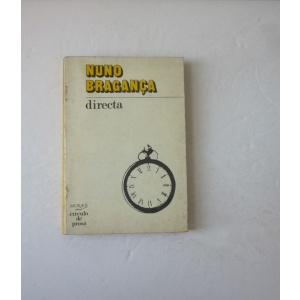 NUNO
BRAGANÇA
directa
círculo de
prosa